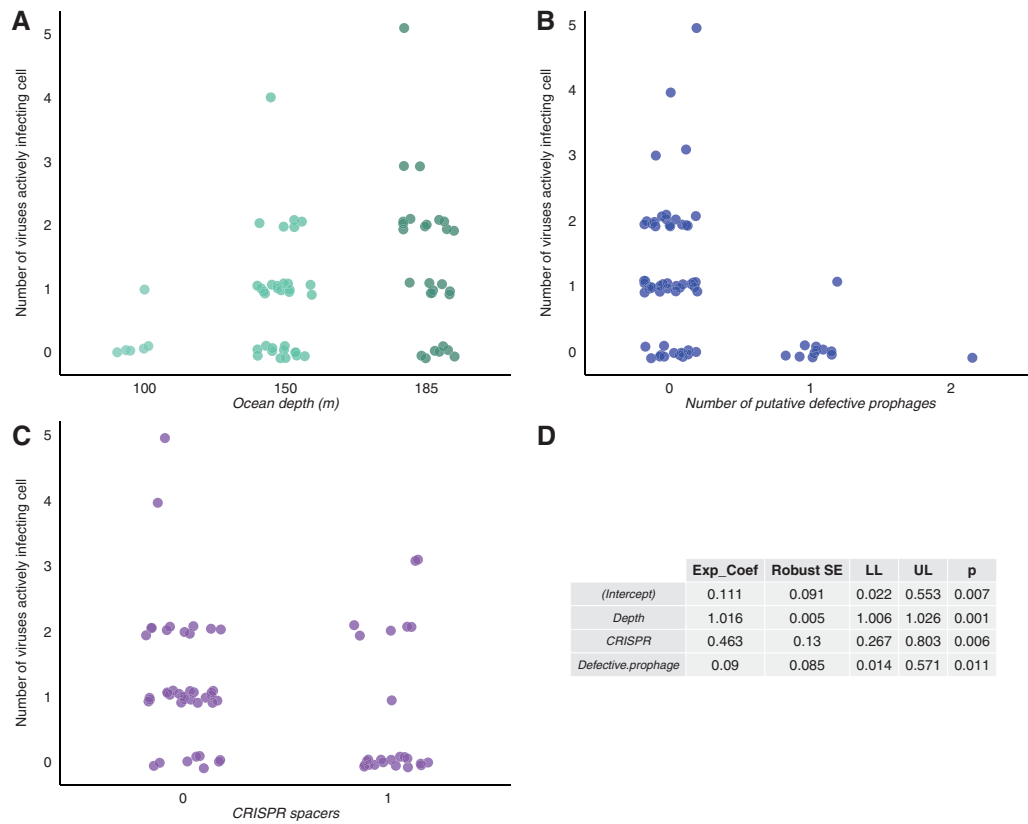 A
Number of viruses actively infecting cell
5
4
3
2
1
0
100 150 185
Ocean depth (m)
B
Number of viruses actively infecting cell
5
4
3
2
1
0
0 1 2
Number of putative defective prophages
C
Number of viruses actively infecting cell
5
4
3
2
1
0
0 1
CRISPR spacers
D
Exp_Coef Robust SE LL UL p
(Intercept) 0.111 0.091 0.022 0.553 0.007
Depth 1.016 0.005 1.006 1.026 0.001
CRISPR 0.463 0.13 0.267 0.803 0.006
Defective.prophage 0.09 0.085 0.014 0.571 0.011